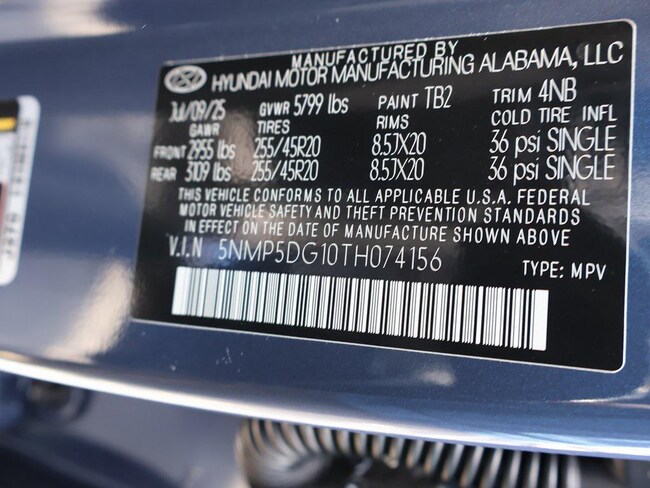 MANUFACTURED BY
HYUNDAI MOTOR MANUFACTURING ALABAMA, LLC
Jul/09/25 GVWR 5799 lbs PAINT TB2 TRIM 4NB
GAWR TIRES RIMS COLD TIRE INFL
FRONT 2955 lbs 255/45R20 8.5JX20 36 psi SINGLE
REAR 3109 lbs 255/45R20 8.5JX20 36 psi SINGLE
THIS VEHICLE CONFORMS TO ALL APPLICABLE U.S.A. FEDERAL
MOTOR VEHICLE SAFETY AND THEFT PREVENTION STANDARDS
IN EFFECT ON THE DATE OF MANUFACTURE SHOWN ABOVE
V.I.N 5NMP5DG10TH074156
TYPE: MPV